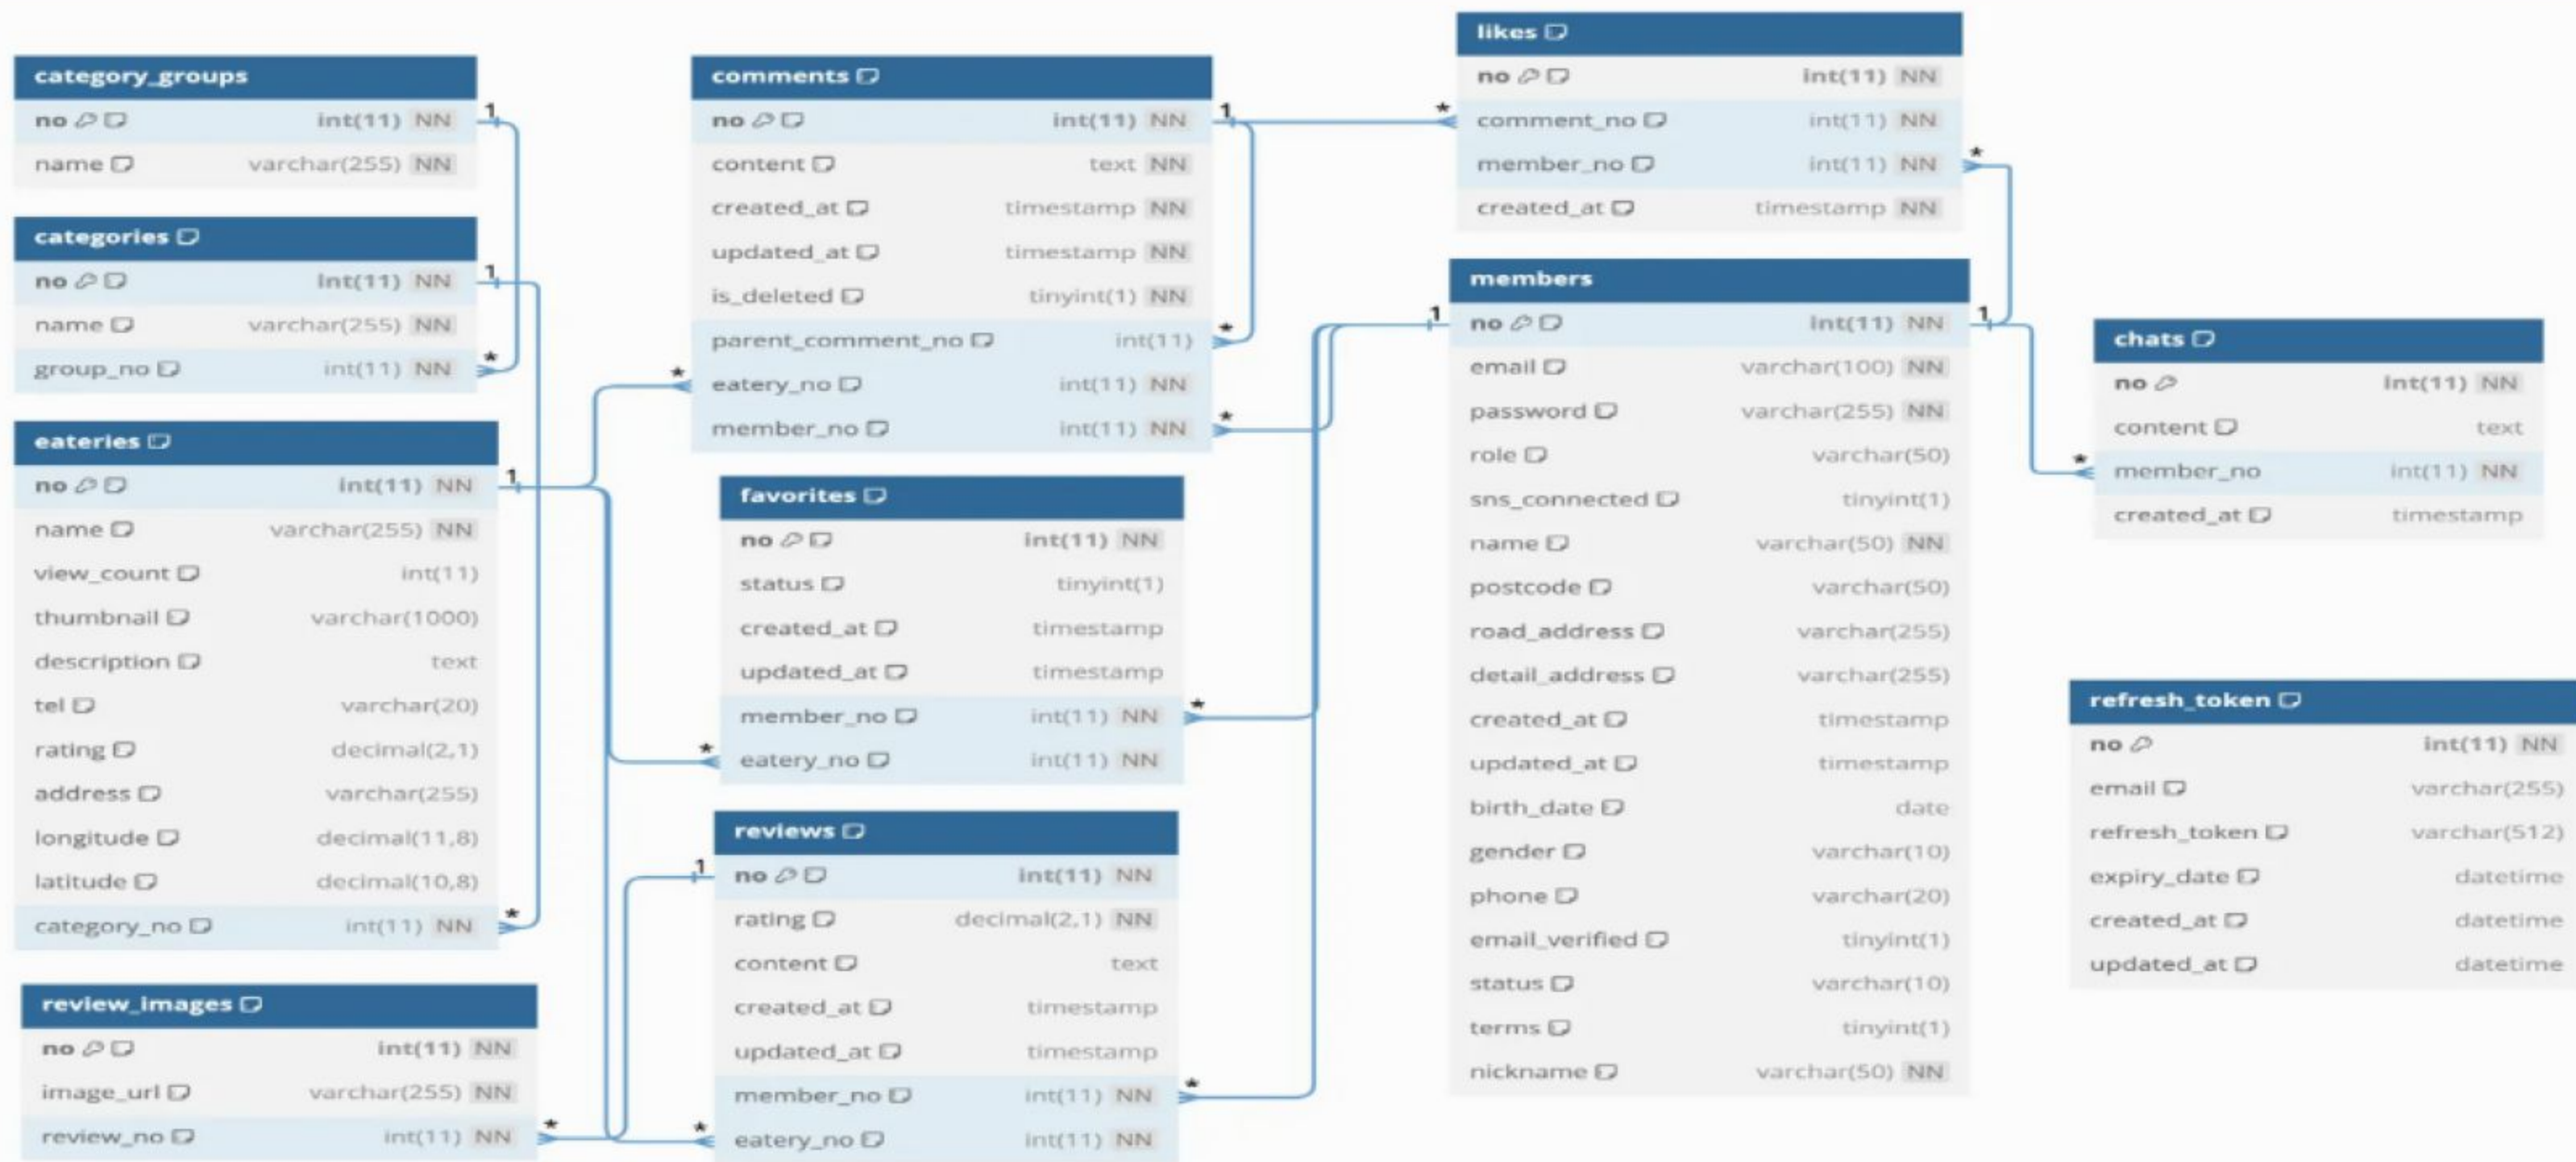 category_groups
no int(11) NN
name varchar(255) NN
categories
no int(11) NN
name varchar(255) NN
group_no int(11) NN
eateries
no int(11) NN
name varchar(255) NN
view_count int(11)
thumbnail varchar(1000)
description text
tel varchar(20)
rating decimal(2,1)
address varchar(255)
longitude decimal(11,8)
latitude decimal(10,8)
category_no int(11) NN
review_images
no int(11) NN
image_url varchar(255) NN
review_no int(11) NN
1
*
1
*
1
*
comments
no int(11) NN
content text NN
created_at timestamp NN
updated_at timestamp NN
is_deleted tinyint(1) NN
parent_comment_no int(11)
eatery_no int(11) NN
member_no int(11) NN
*
1
*
*
favorites
no int(11) NN
status tinyint(1)
created_at timestamp
updated_at timestamp
member_no int(11) NN
eatery_no int(11) NN
*
*
reviews
no int(11) NN
rating decimal(2,1) NN
content text
created_at timestamp
updated_at timestamp
member_no int(11) NN
eatery_no int(11) NN
1
*
*
likes
no int(11) NN
comment_no int(11) NN
member_no int(11) NN
created_at timestamp NN
*
*
members
no int(11) NN
email varchar(100) NN
password varchar(255) NN
role varchar(50)
sns_connected tinyint(1)
name varchar(50) NN
postcode varchar(50)
road_address varchar(255)
detail_address varchar(255)
created_at timestamp
updated_at timestamp
birth_date date
gender varchar(10)
phone varchar(20)
email_verified tinyint(1)
status varchar(10)
terms tinyint(1)
nickname varchar(50) NN
1
1
chats
no int(11) NN
content text
member_no int(11) NN
created_at timestamp
*
refresh_token
no int(11) NN
email varchar(255)
refresh_token varchar(512)
expiry_date datetime
created_at datetime
updated_at datetime